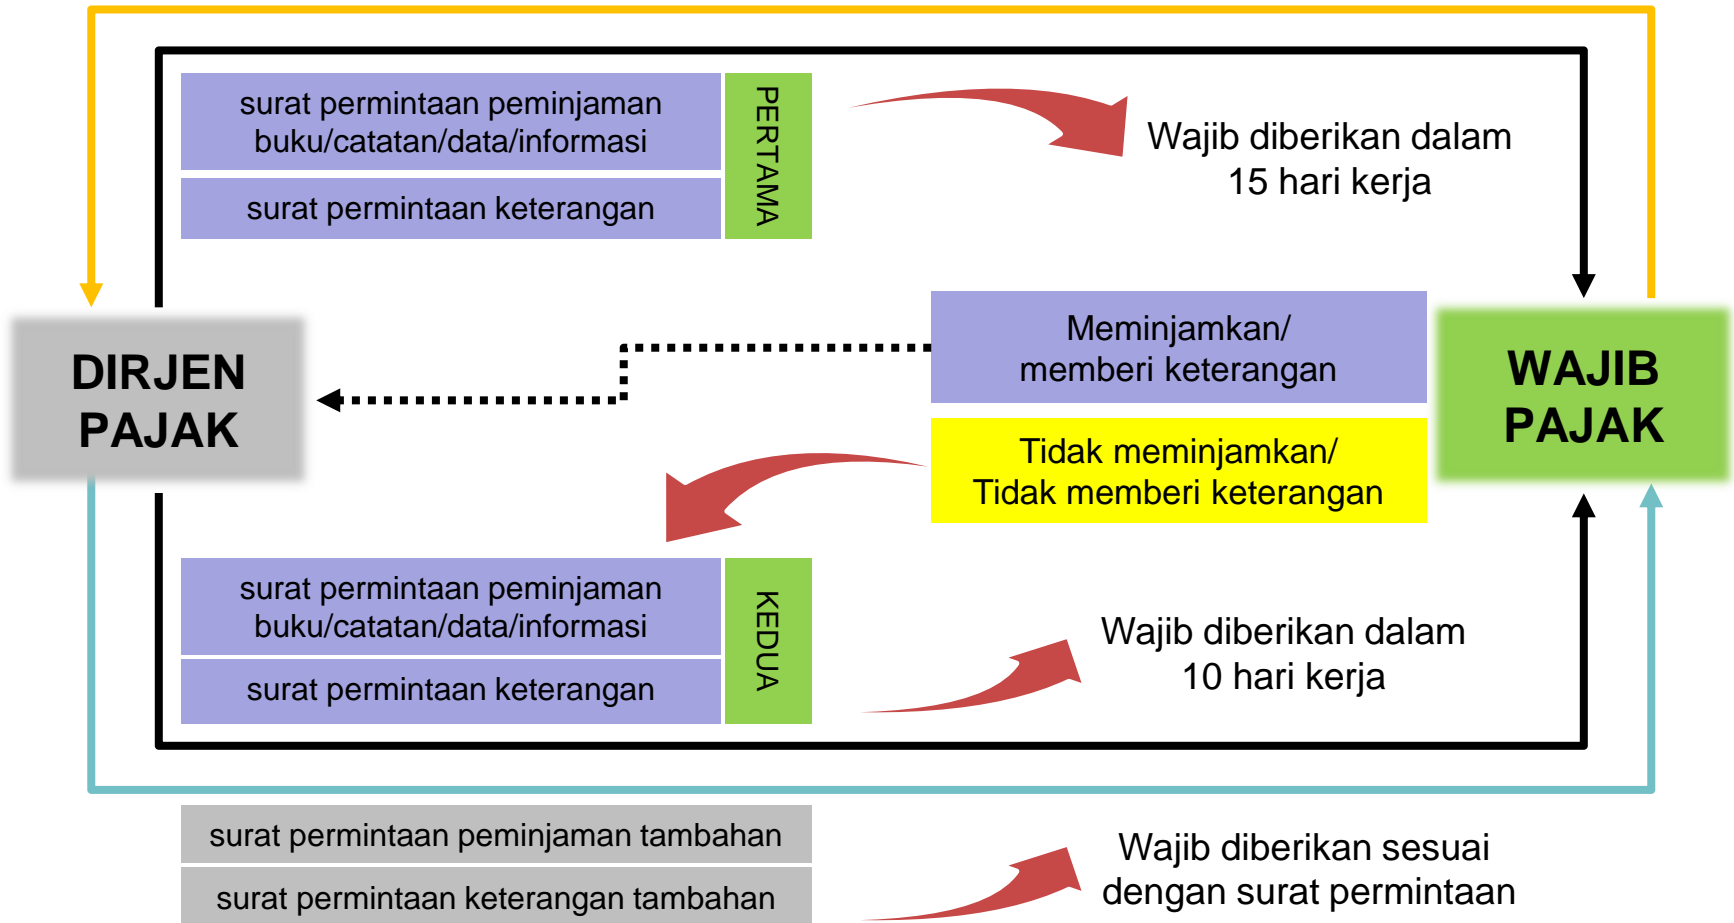 surat permintaan peminjaman
buku/catatan/data/informasi
surat permintaan keterangan
PERTAMA
Wajib diberikan dalam
15 hari kerja
DIRJEN
PAJAK
Meminjamkan/
memberi keterangan
Tidak meminjamkan/
Tidak memberi keterangan
WAJIB
PAJAK
surat permintaan peminjaman
buku/catatan/data/informasi
surat permintaan keterangan
KEDUA
Wajib diberikan dalam
10 hari kerja
surat permintaan peminjaman tambahan
surat permintaan keterangan tambahan
Wajib diberikan sesuai
dengan surat permintaan